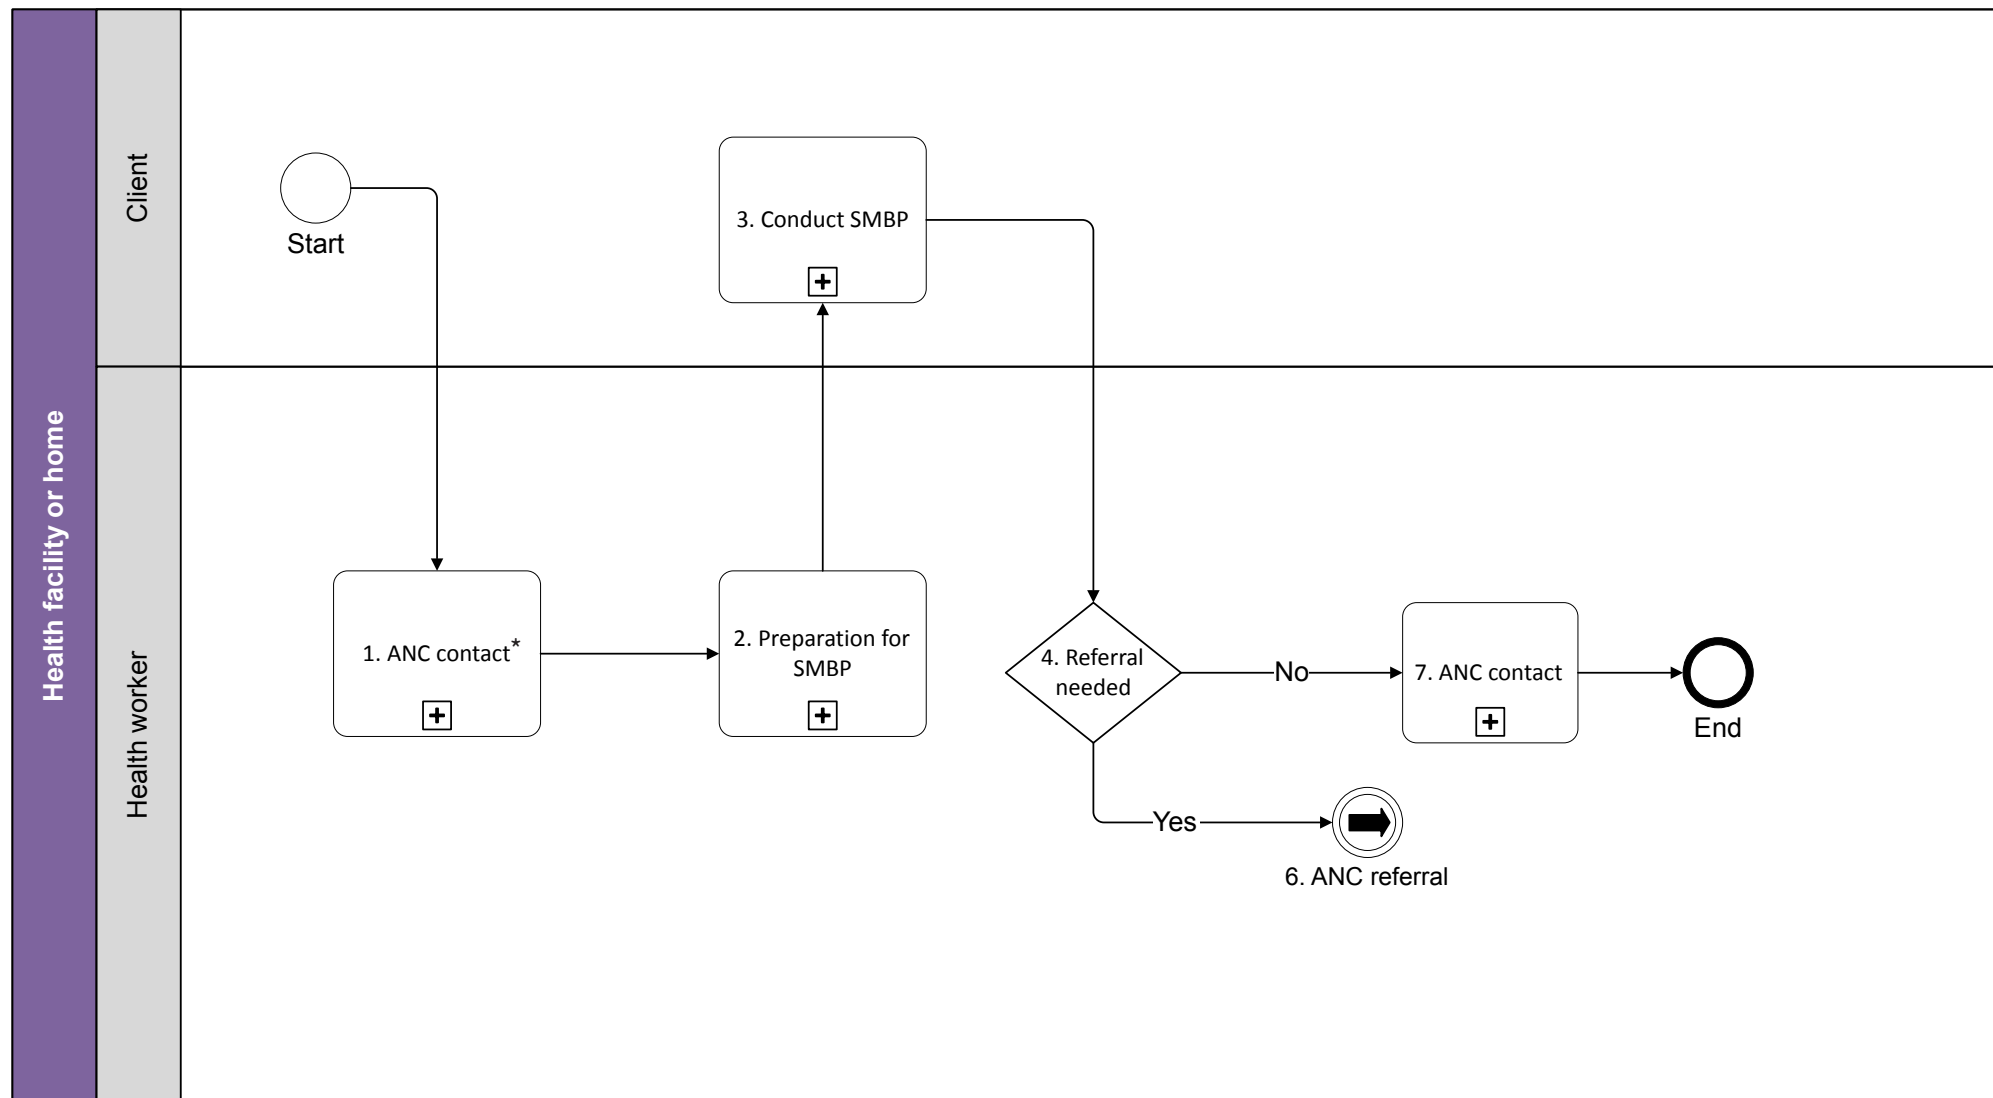 Health facility or home
Client
Start
3. Conduct SMBP
Health worker
1. ANC contact*
2. Preparation for
SMBP
4. Referral
needed
No
7. ANC contact
End
Yes
6. ANC referral